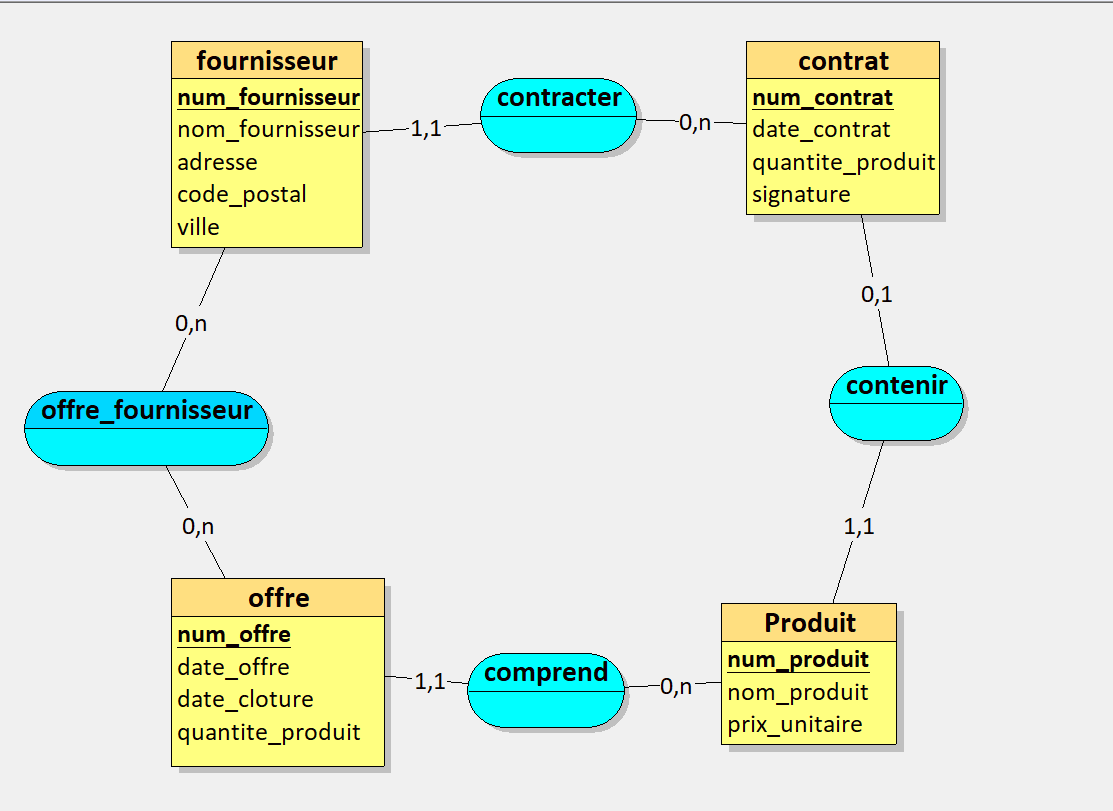 fournisseur
num_fournisseur
nom_fournisseur
adresse
code_postal
ville
1,1
contracter
0,n
contrat
num_contrat
date_contrat
quantite_produit
signature
0,n
offre_fournisseur
0,n
0,1
contenir
1,1
offre
num_offre
date_offre
date_cloture
quantite_produit
1,1
comprend
0,n
Produit
num_produit
nom_produit
prix_unitaire